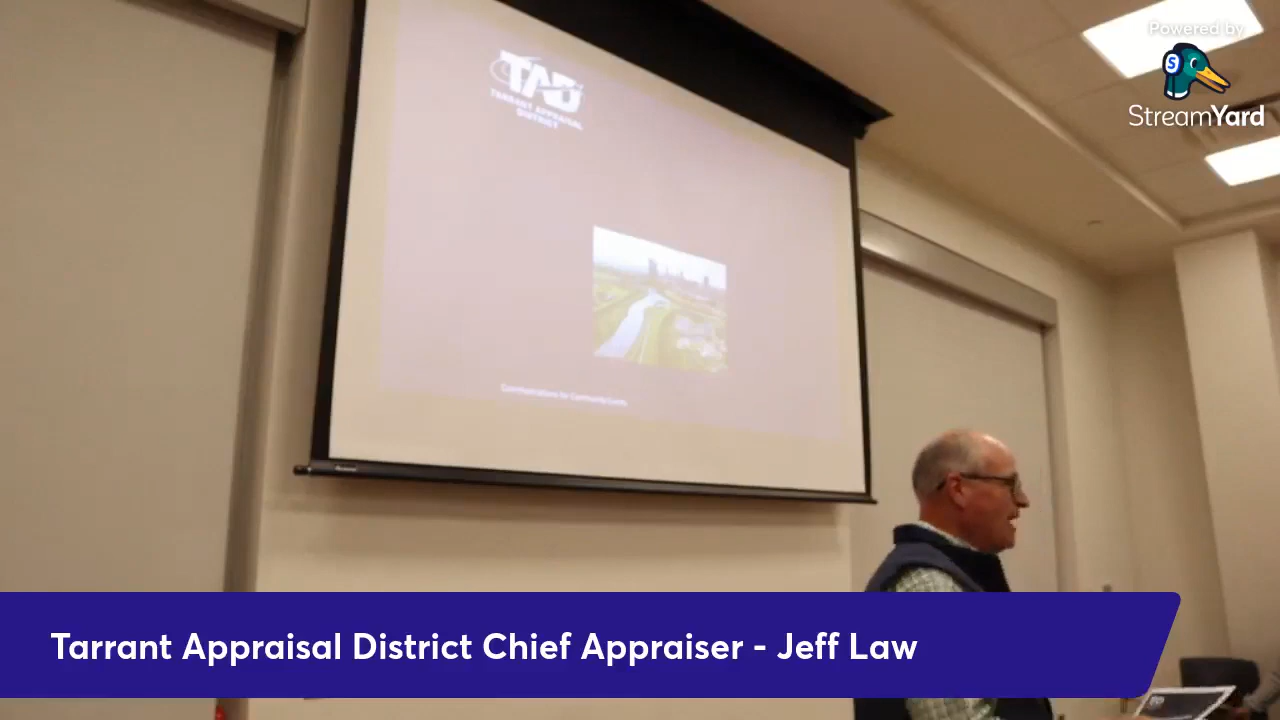 Powered by
StreamYard
TAD
TARRANT APPRAISAL
DISTRICT
Tarrant Appraisal District Chief Appraiser - Jeff Law